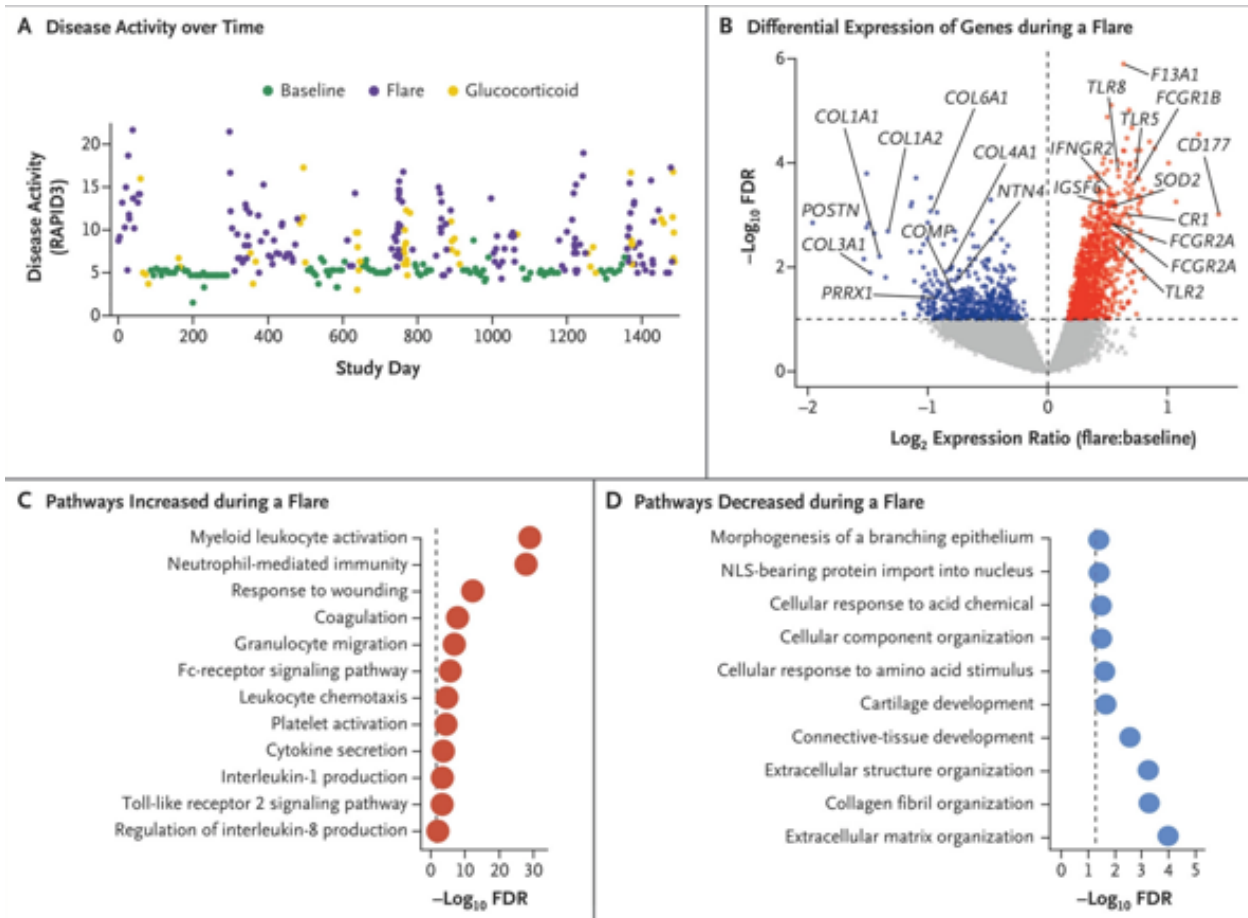 A Disease Activity over Time
Baseline Flare Glucocorticoid
Disease Activity
(RAPID3)
20
15
10
5
0
0 200 400 600 800 1000 1200 1400
Study Day
B Differential Expression of Genes during a Flare
6
4
2
0
−Log10 FDR
F13A1
TLR8
FCGR1B
COL6A1
TLR5
COL1A1
COL1A2
CD177
COL4A1
IFNGR2
NTN4
IGSF6
SOD2
POSTN
CR1
COMP
FCGR2A
COL3A1
FCGR2A
PRRX1
TLR2
−2 −1 0 1
Log2 Expression Ratio (flare:baseline)
C Pathways Increased during a Flare
Myeloid leukocyte activation
Neutrophil-mediated immunity
Response to wounding
Coagulation
Granulocyte migration
Fc-receptor signaling pathway
Leukocyte chemotaxis
Platelet activation
Cytokine secretion
Interleukin-1 production
Toll-like receptor 2 signaling pathway
Regulation of interleukin-8 production
0 10 20 30
−Log10 FDR
D Pathways Decreased during a Flare
Morphogenesis of a branching epithelium
NLS-bearing protein import into nucleus
Cellular response to acid chemical
Cellular component organization
Cellular response to amino acid stimulus
Cartilage development
Connective-tissue development
Extracellular structure organization
Collagen fibril organization
Extracellular matrix organization
0 1 2 3 4 5
−Log10 FDR